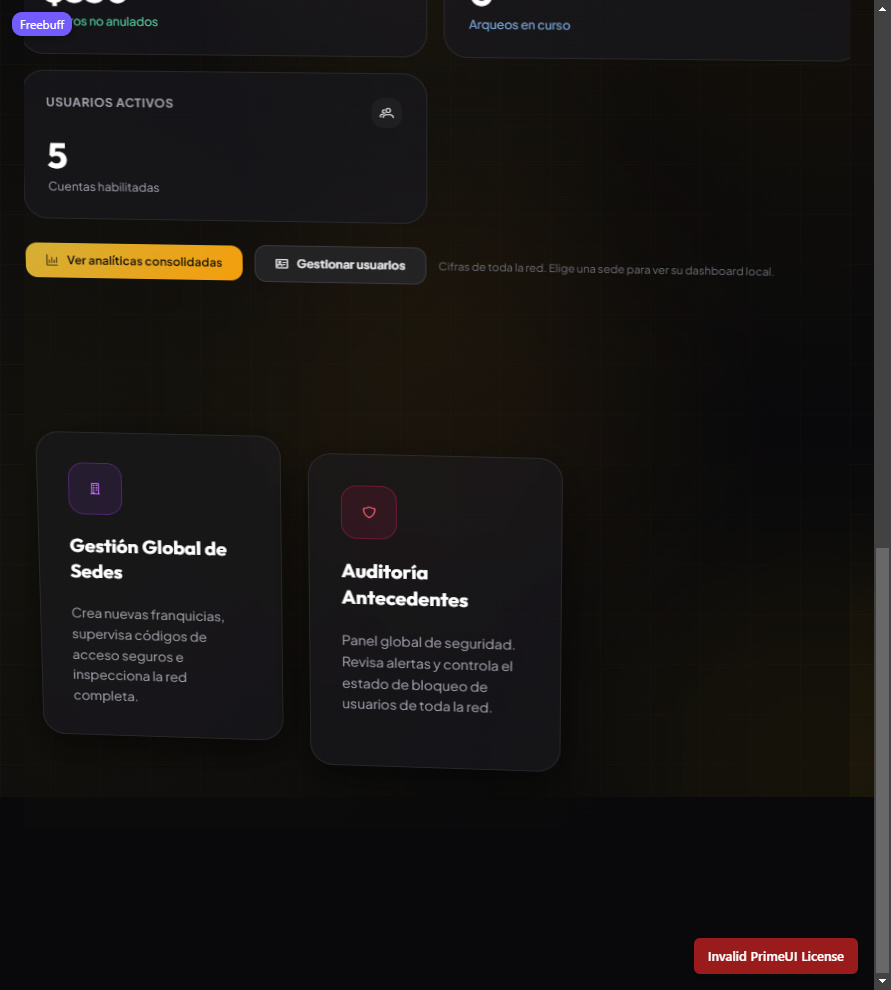 Freebuff
ros no anulados
Arqueos en curso
USUARIOS ACTIVOS
5
Cuentas habilitadas
Ver analíticas consolidadas
Gestionar usuarios
Cifras de toda la red. Elige una sede para ver su dashboard local.
Gestión Global de
Sedes
Crea nuevas franquicias,
supervisa códigos de
acceso seguros e
inspecciona la red
completa.
Auditoría
Antecedentes
Panel global de seguridad.
Revisa alertas y controla el
estado de bloqueo de
usuarios de toda la red.
Invalid PrimeUI License